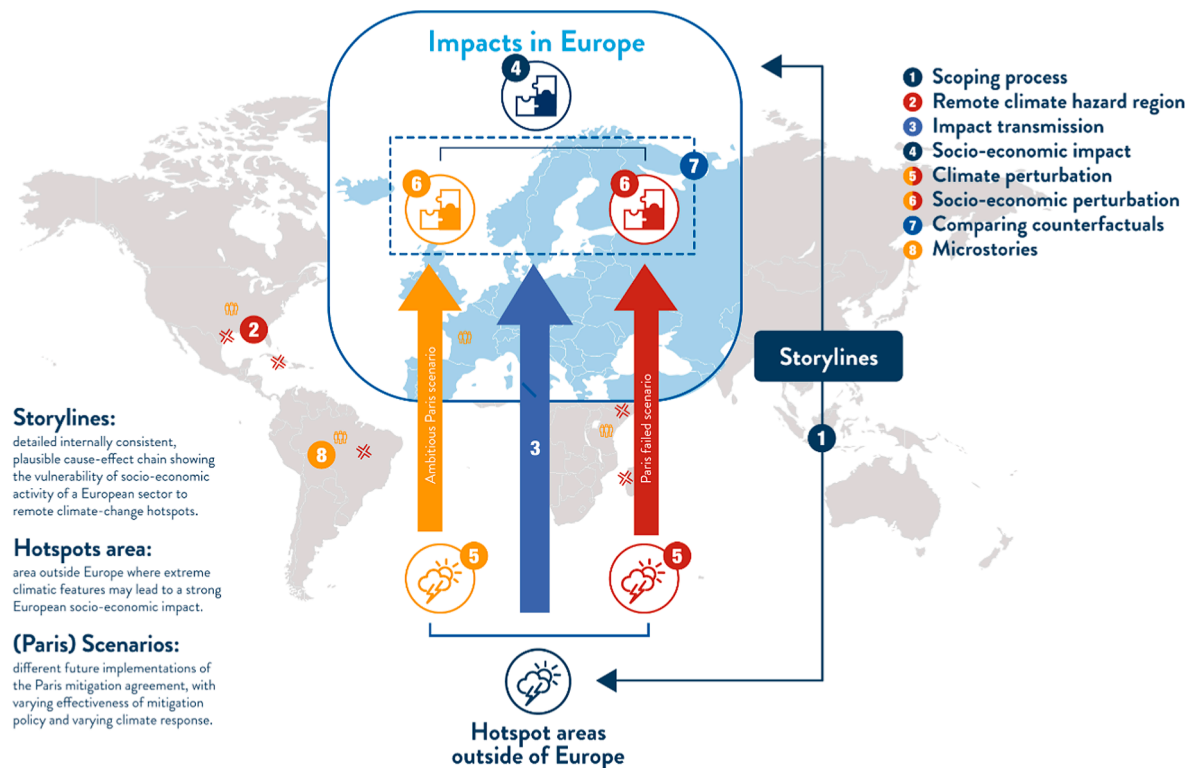 Impacts in Europe
4
7
6
6
1 Scoping process
2 Remote climate hazard region
3 Impact transmission
4 Socio-economic impact
5 Climate perturbation
6 Socio-economic perturbation
7 Comparing counterfactuals
8 Microstories
2
Storylines
1
Ambitious Paris scenario
3
Paris failed scenario
8
5
5
Storylines:
detailed internally consistent,
plausible cause-effect chain showing
the vulnerability of socio-economic
activity of a European sector to
remote climate-change hotspots.
Hotspots area:
area outside Europe where extreme
climatic features may lead to a strong
European socio-economic impact.
(Paris) Scenarios:
different future implementations of
the Paris mitigation agreement, with
varying effectiveness of mitigation
policy and varying climate response.
Hotspot areas
outside of Europe